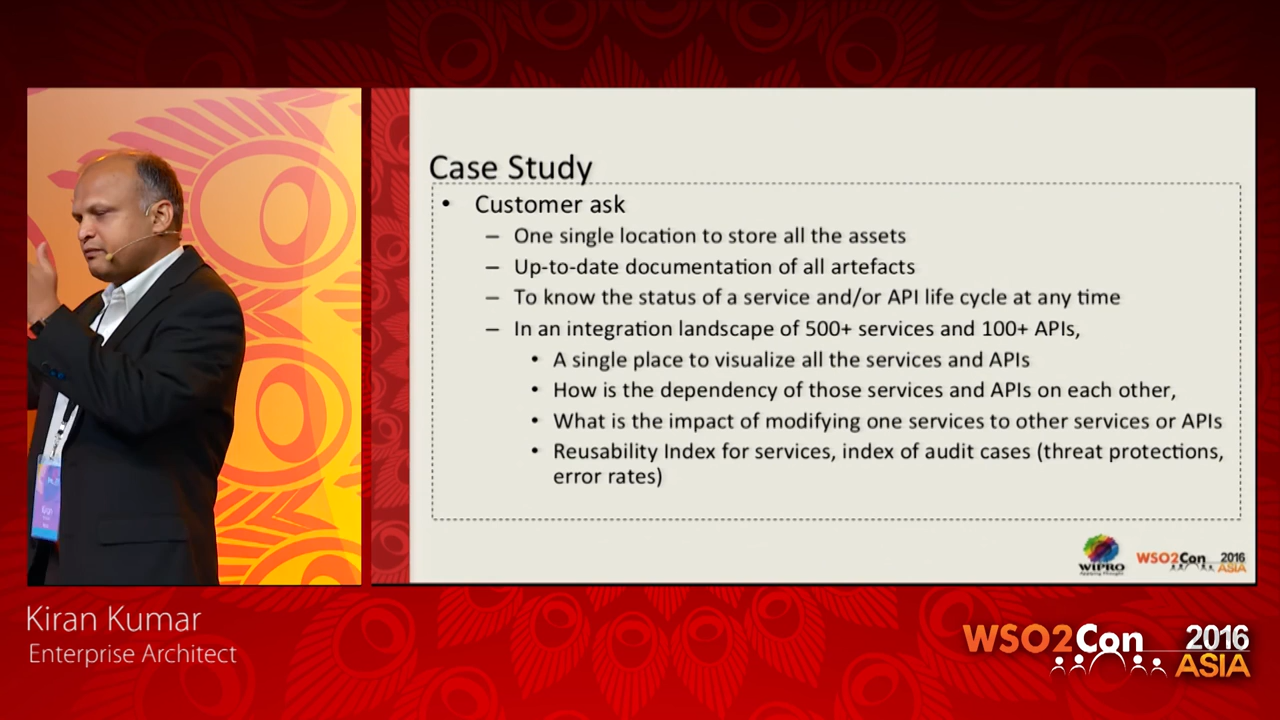 Case Study
• Customer ask
– One single location to store all the assets
– Up-to-date documentation of all artefacts
– To know the status of a service and/or API life cycle at any time
– In an integration landscape of 500+ services and 100+ APIs,
• A single place to visualize all the services and APIs
• How is the dependency of those services and APIs on each other,
• What is the impact of modifying one services to other services or APIs
• Reusability Index for services, index of audit cases (threat protections,
error rates)
WIPRO
WSO2Con 2016
ASIA
Kiran Kumar
Enterprise Architect
WSO2Con 2016
ASIA